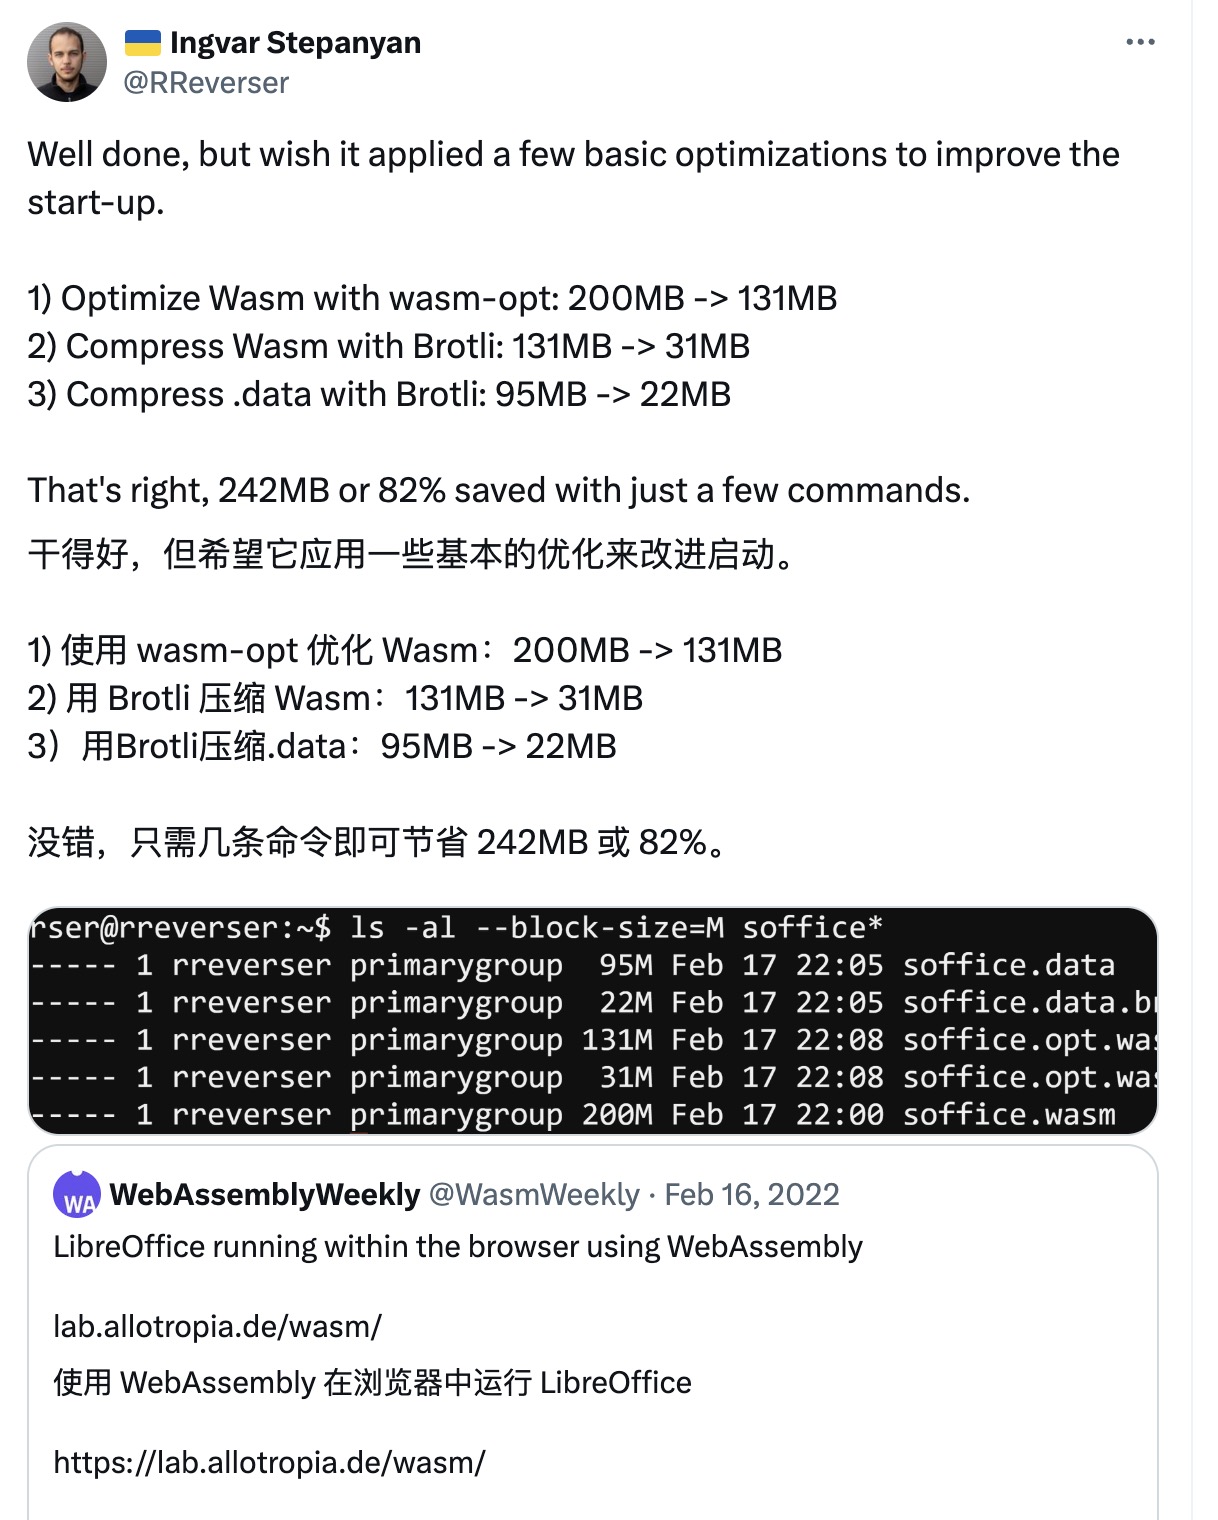 Ingvar Stepanyan
@RReverser
Well done, but wish it applied a few basic optimizations to improve the
start-up.
1) Optimize Wasm with wasm-opt: 200MB -> 131MB
2) Compress Wasm with Brotli: 131MB -> 31MB
3) Compress .data with Brotli: 95MB -> 22MB
That's right, 242MB or 82% saved with just a few commands.
干得好，但希望它应用一些基本的优化来改进启动。
1) 使用 wasm-opt 优化 Wasm：200MB -> 131MB
2) 用 Brotli 压缩 Wasm：131MB -> 31MB
3）用Brotli压缩.data：95MB -> 22MB
没错，只需几条命令即可节省 242MB 或 82%。
rser@rreverser:~$ ls -al --block-size=M soffice*
----- 1 rreverser primarygroup 95M Feb 17 22:05 soffice.data
----- 1 rreverser primarygroup 22M Feb 17 22:05 soffice.data.br
----- 1 rreverser primarygroup 131M Feb 17 22:08 soffice.opt.was
----- 1 rreverser primarygroup 31M Feb 17 22:08 soffice.opt.was
----- 1 rreverser primarygroup 200M Feb 17 22:00 soffice.wasm
WA WebAssemblyWeekly @WasmWeekly · Feb 16, 2022
LibreOffice running within the browser using WebAssembly
lab.allotropia.de/wasm/
使用 WebAssembly 在浏览器中运行 LibreOffice
https://lab.allotropia.de/wasm/